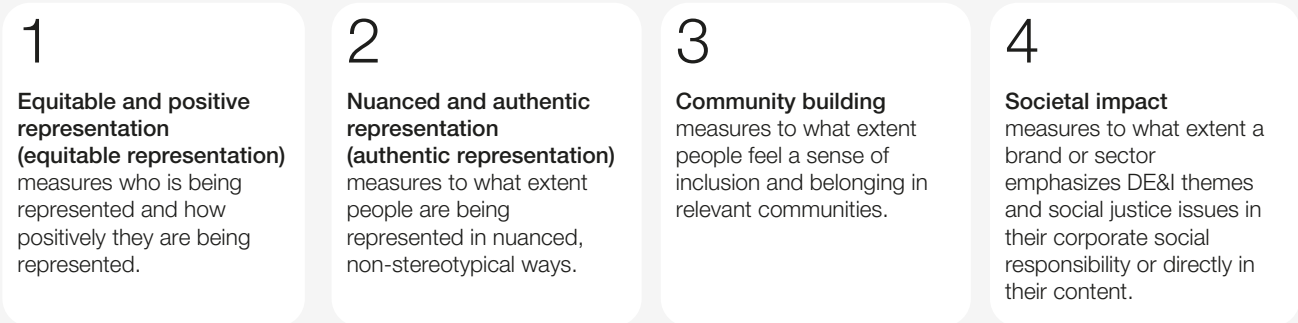 1
Equitable and positive
representation
(equitable representation)
measures who is being
represented and how
positively they are being
represented.
2
Nuanced and authentic
representation
(authentic representation)
measures to what extent
people are being
represented in nuanced,
non-stereotypical ways.
3
Community building
measures to what extent
people feel a sense of
inclusion and belonging in
relevant communities.
4
Societal impact
measures to what extent a
brand or sector
emphasizes DE&I themes
and social justice issues in
their corporate social
responsibility or directly in
their content.